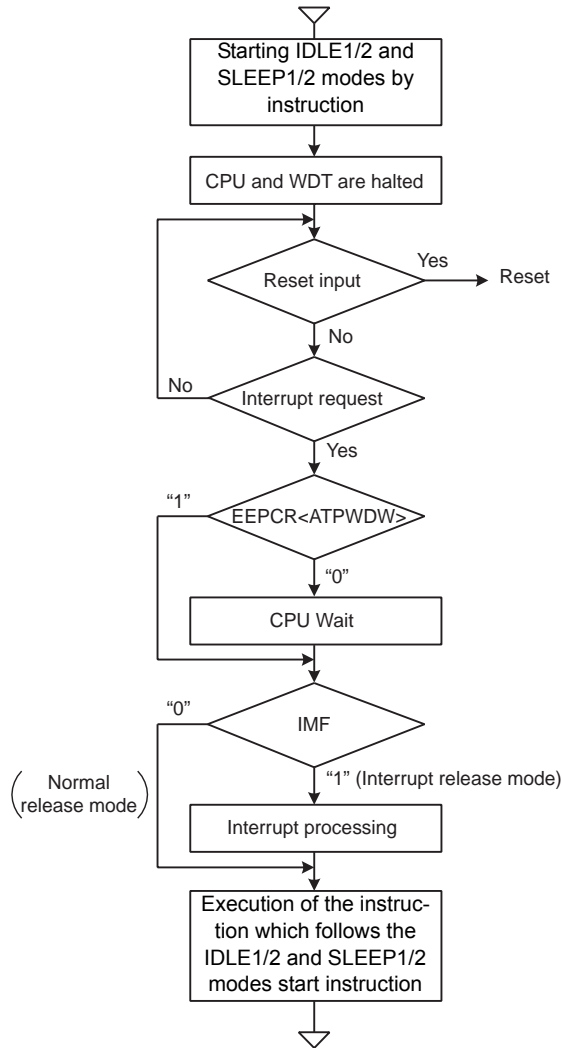 Starting IDLE1/2 and
SLEEP1/2 modes by
instruction
CPU and WDT are halted
Reset input
Yes
Reset
No
No
Interrupt request
Yes
“1”
EEPCR<ATPWDW>
“0”
CPU Wait
“0”
IMF
(Normal
release mode)
“1” (Interrupt release mode)
Interrupt processing
Execution of the instruc-
tion which follows the
IDLE1/2 and SLEEP1/2
modes start instruction